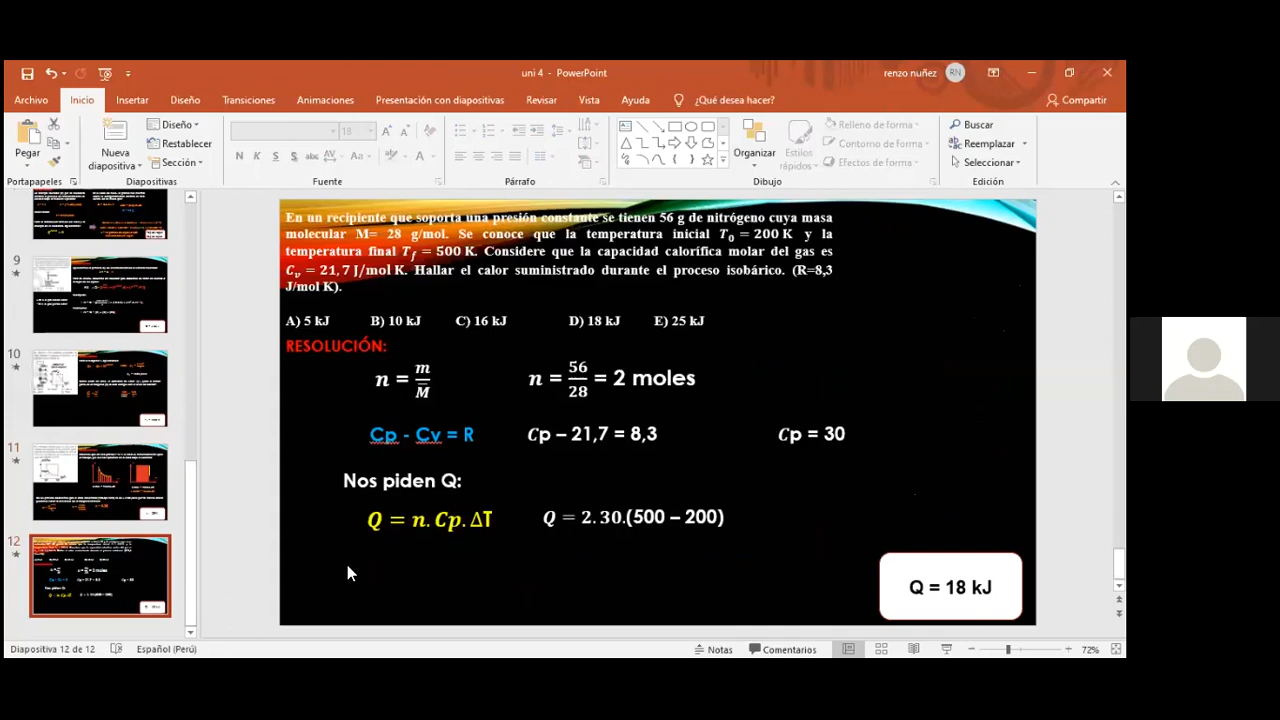 uni 4 - PowerPoint
renzo nuñez
RN
Archivo
Inicio
Insertar
Diseño
Transiciones
Animaciones
Presentación con diapositivas
Revisar
Vista
Ayuda
¿Qué desea hacer?
Compartir
Pegar
Nueva
diapositiva
Diseño
Restablecer
Sección
18
N K S S abc AV Aa A
Organizar
Estilos
rápidos
Relleno de forma
Contorno de forma
Efectos de forma
Buscar
Reemplazar
Seleccionar
Portapapeles
Diapositivas
Fuente
Párrafo
Dibujo
Edición
9
10
11
12
En un recipiente que soporta una presión constante se tienen 56 g de nitrógeno cuya masa
molecular M= 28 g/mol. Se conoce que la temperatura inicial T₀ = 200 K y la
temperatura final T_f = 500 K. Considere que la capacidad calorífica molar del gas es
C_v = 21,7 J/mol K. Hallar el calor suministrado durante el proceso isobárico. (R=8,3
J/mol K).
A) 5 kJ B) 10 kJ C) 16 kJ D) 18 kJ E) 25 kJ
RESOLUCIÓN:
n = m/M̅ n = 56/28 = 2 moles
Cp - Cv = R Cp – 21,7 = 8,3 Cp = 30
Nos piden Q:
Q = n. Cp. ΔT Q = 2. 30.(500 – 200)
Q = 18 kJ
Diapositiva 12 de 12
Español (Perú)
Notas
Comentarios
72%